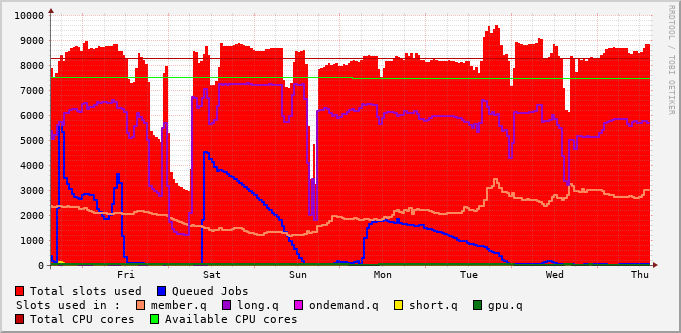 10000
9000
8000
7000
6000
5000
4000
3000
2000
1000
0
Fri Sat Sun Mon Tue Wed Thu
RRDTOOL / TOBI OETIKER
Total slots used Queued Jobs
Slots used in : member.q long.q ondemand.q short.q gpu.q
Total CPU cores Available CPU cores